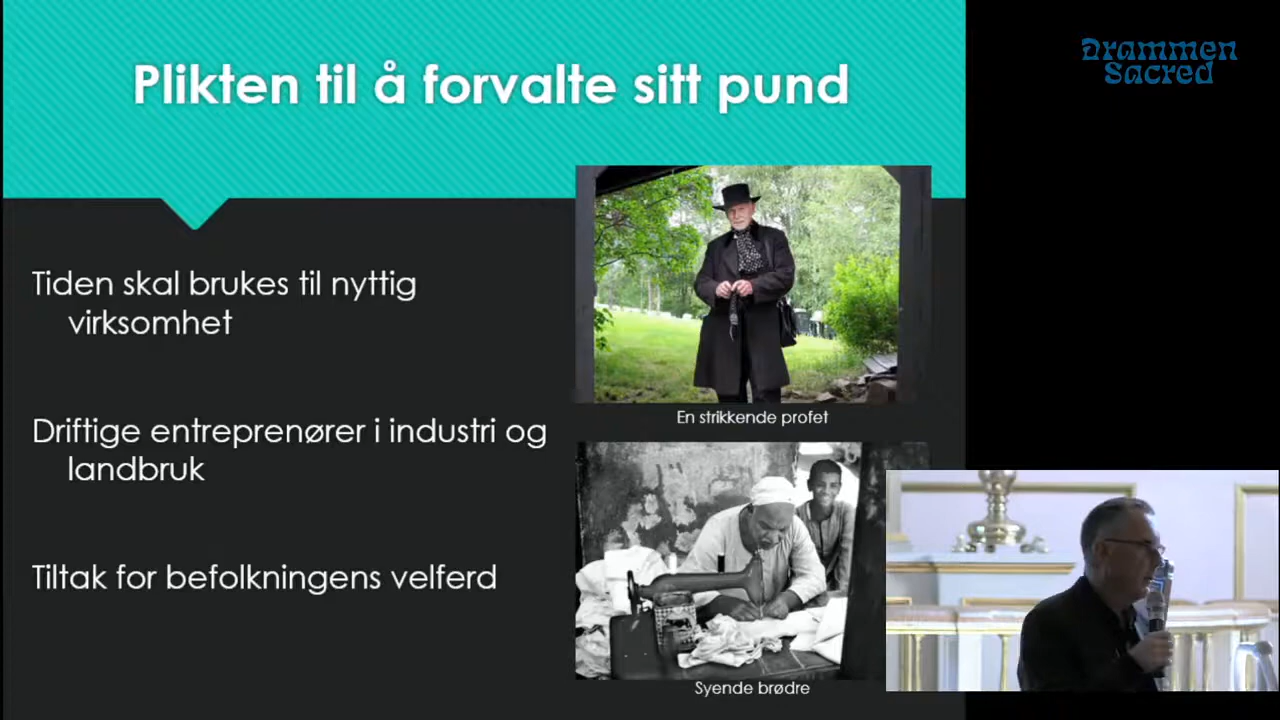 Plikten til å forvalte sitt pund
Drammen
Sacred
Tiden skal brukes til nyttig
virksomhet
Driftige entreprenører i industri og
landbruk
Tiltak for befolkningens velferd
En strikkende profet
Syende brødre